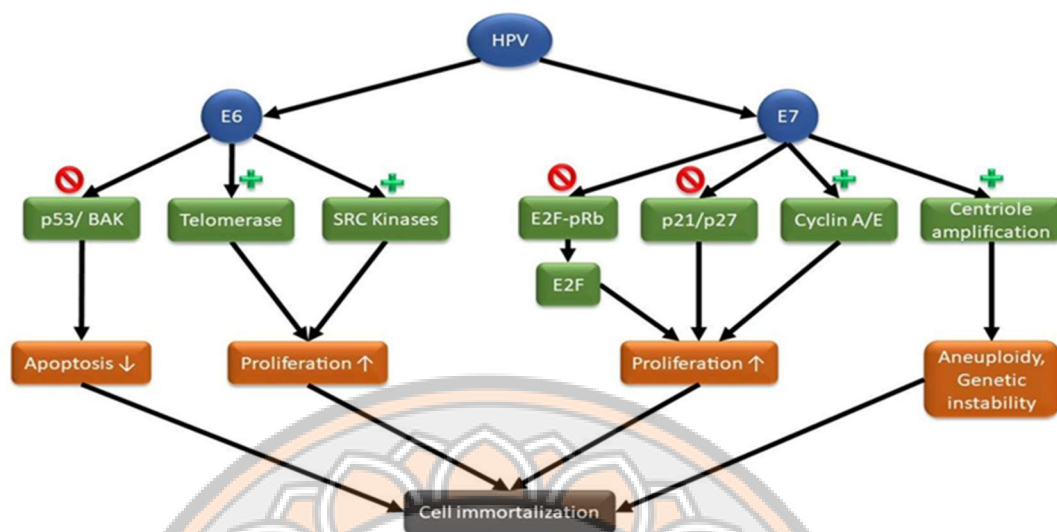 HPV
E6
E7
p53/ BAK
Telomerase
SRC Kinases
E2F-pRb
p21/p27
Cyclin A/E
Centriole
amplification
E2F
Apoptosis ↓
Proliferation ↑
Proliferation ↑
Aneuploidy,
Genetic
instability
Cell immortalization